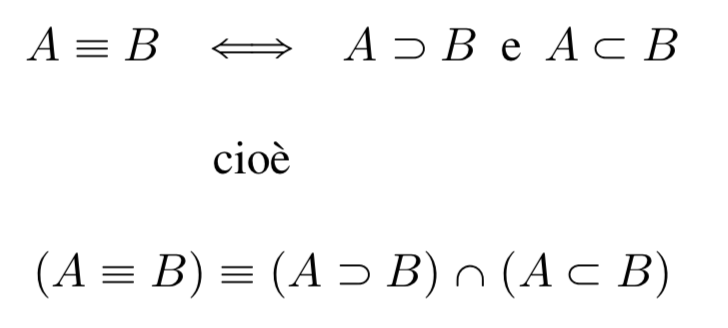 A ≡ B ⟺ A ⊃ B e A ⊂ B
cioè
(A ≡ B) ≡ (A ⊃ B) ∩ (A ⊂ B)